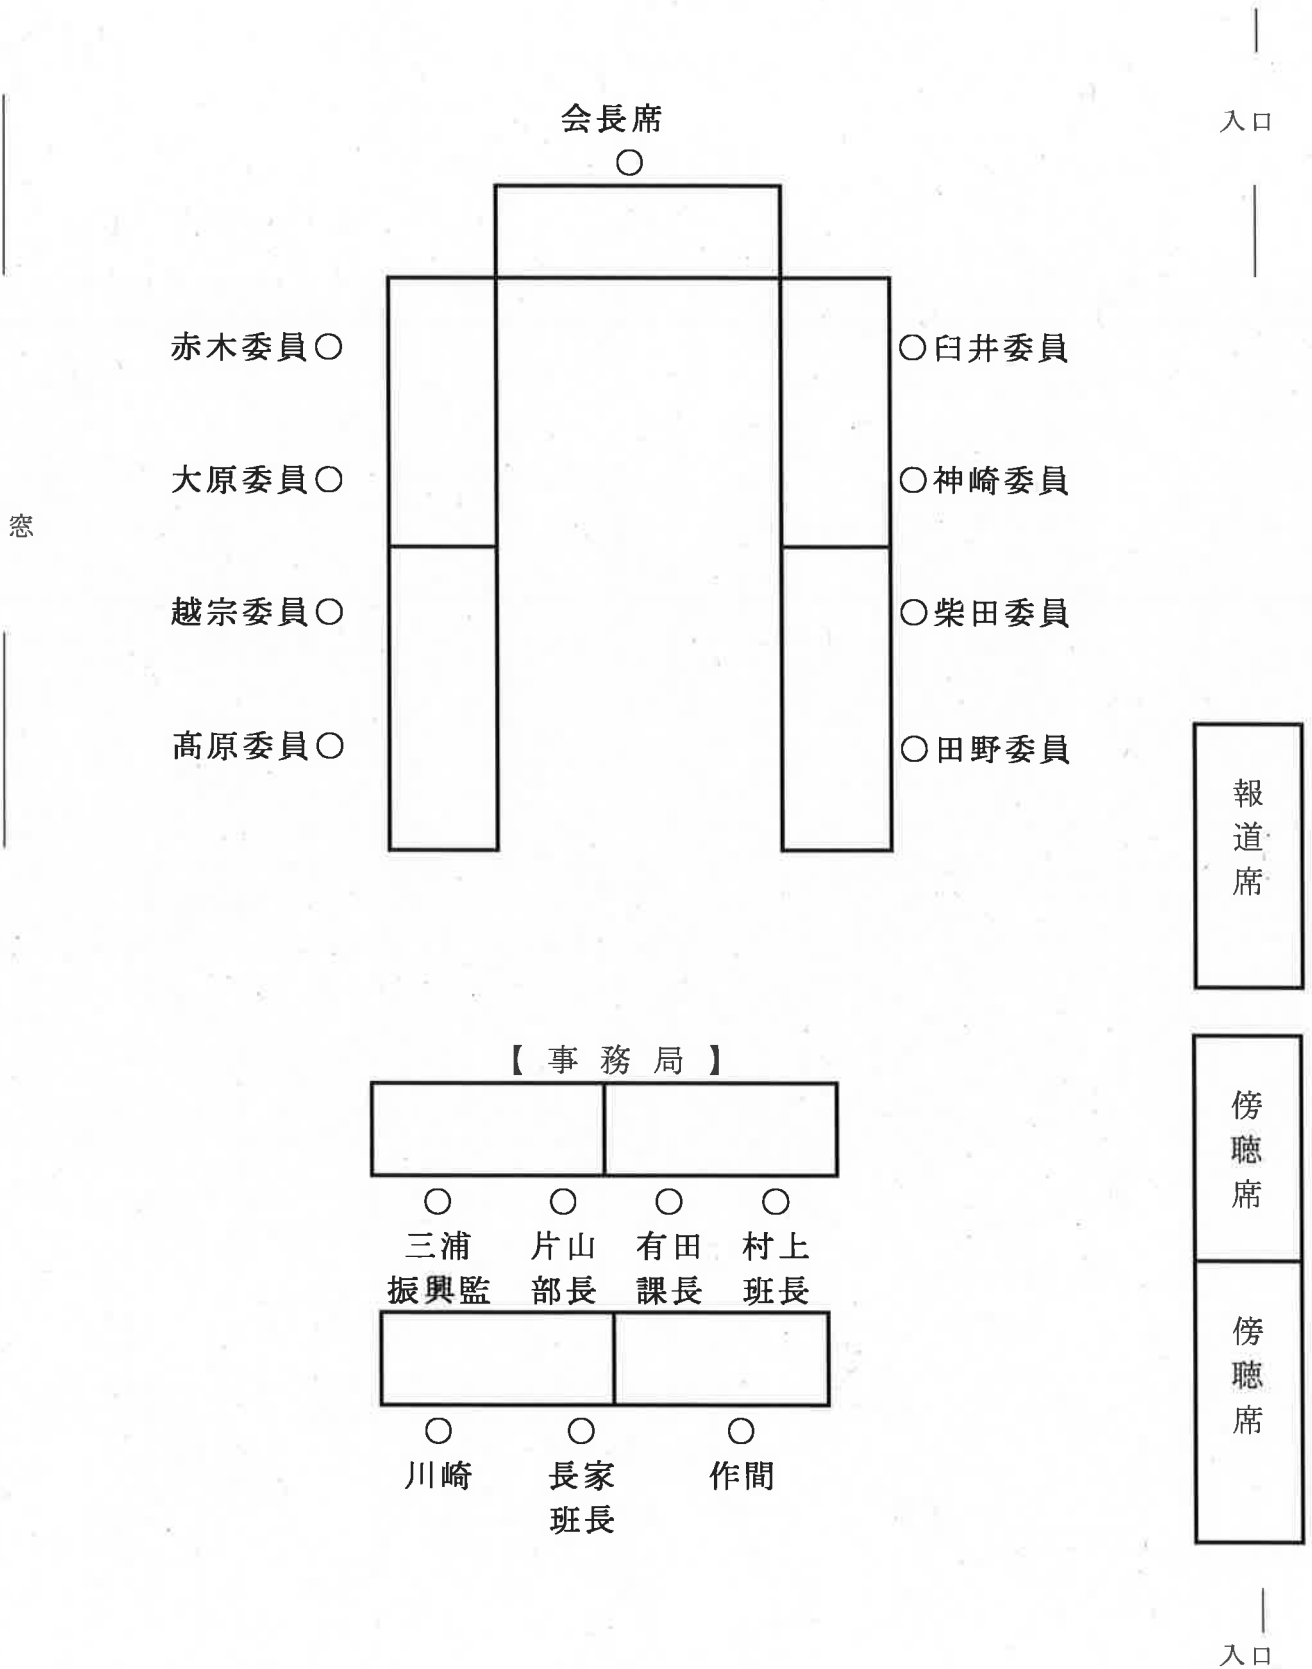 会長席
○
入口
赤木委員○
○臼井委員
大原委員○
○神崎委員
窓
越宗委員○
○柴田委員
髙原委員○
○田野委員
報道席
【事務局】
○ ○ ○ ○
三浦 片山 有田 村上
振興監 部長 課長 班長
傍聴席
○ ○ ○
川崎 長家 作間
班長
傍聴席
入口